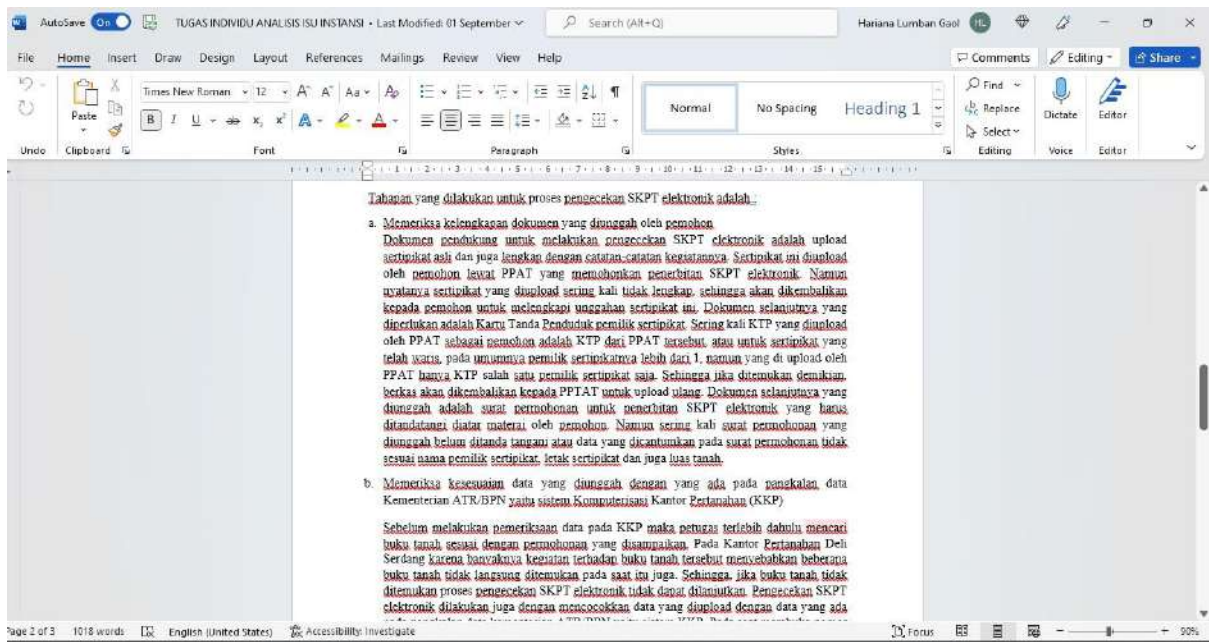 AutoSave On TUGAS INDIVIDU ANALISIS ISU INSTANSI • Last Modified: 01 September Search (Alt+Q) Hariana Lumban Gaol HL
File Home Insert Draw Design Layout References Mailings Review View Help Comments Editing Share
Paste Times New Roman 12 Normal No Spacing Heading 1 Find Replace Select Dictate Editor
Undo Clipboard Font Paragraph Styles Editing Voice Editor
Tahapan yang dilakukan untuk proses pengecekan SKPT elektronik adalah :
a. Memeriksa kelengkapan dokumen yang diunggah oleh pemohon
Dokumen pendukung untuk melakukan pengecekan SKPT elektronik adalah upload
sertipikat asli dan juga lengkap dengan catatan-catatan kegiatannya. Sertipikat ini diupload
oleh pemohon lewat PPAT yang memohonkan penerbitan SKPT elektronik. Namun
nyatanya sertipikat yang diupload sering kali tidak lengkap, sehingga akan dikembalikan
kepada pemohon untuk melengkapi unggahan sertipikat ini. Dokumen selanjutnya yang
diperlukan adalah Kartu Tanda Penduduk pemilik sertipikat. Sering kali KTP yang diupload
oleh PPAT sebagai pemohon adalah KTP dari PPAT tersebut, atau untuk sertipikat yang
telah waris, pada umumnya pemilik sertipikatnya lebih dari 1, namun yang di upload oleh
PPAT hanya KTP salah satu pemilik sertipikat saja. Sehingga jika ditemukan demikian,
berkas akan dikembalikan kepada PPTAT untuk upload ulang. Dokumen selanjutnya yang
diunggah adalah surat permohonan untuk penerbitan SKPT elektronik yang harus
ditandatangi diatar materai oleh pemohon. Namun sering kali surat permohonan yang
diunggah belum ditanda tangani atau data yang dicantumkan pada surat permohonan tidak
sesuai nama pemilik sertipikat, letak sertipikat dan juga luas tanah.
b. Memeriksa kesesuaian data yang diunggah dengan yang ada pada pangkalan data
Kementerian ATR/BPN yaitu sistem Komputerisasi Kantor Pertanahan (KKP)
Sebelum melakukan pemeriksaan data pada KKP maka petugas terlebih dahulu mencari
buku tanah sesuai dengan permohonan yang disampaikan. Pada Kantor Pertanahan Deli
Serdang karena banyaknya kegiatan terhadap buku tanah tersebut menyebabkan beberapa
buku tanah tidak langsung ditemukan pada saat itu juga. Sehingga, jika buku tanah tidak
ditemukan proses pengecekan SKPT elektronik tidak dapat dilanjutkan. Pengecekan SKPT
elektronik dilakukan juga dengan mencocokkan data yang diupload dengan data yang ada
Page 2 of 3 1018 words English (United States) Accessibility: Investigate Focus 90%